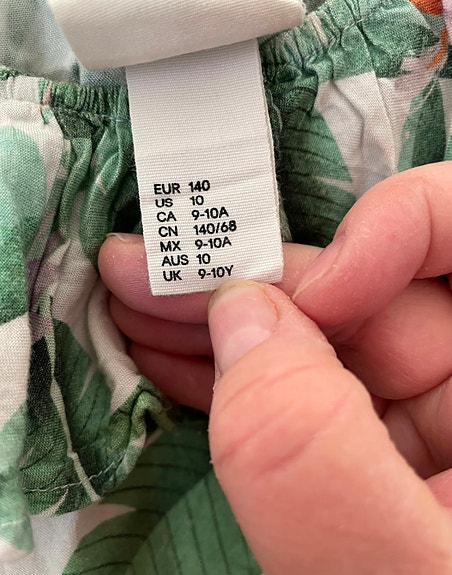 EUR 140
US 10
CA 9-10A
CN 140/68
MX 9-10A
AUS 10
UK 9-10Y